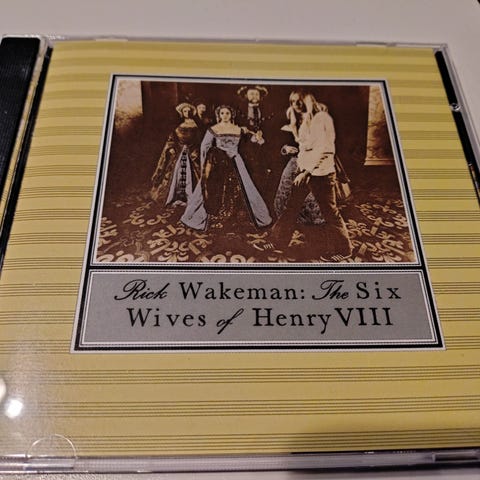 Rick Wakeman: The Six
Wives of Henry VIII